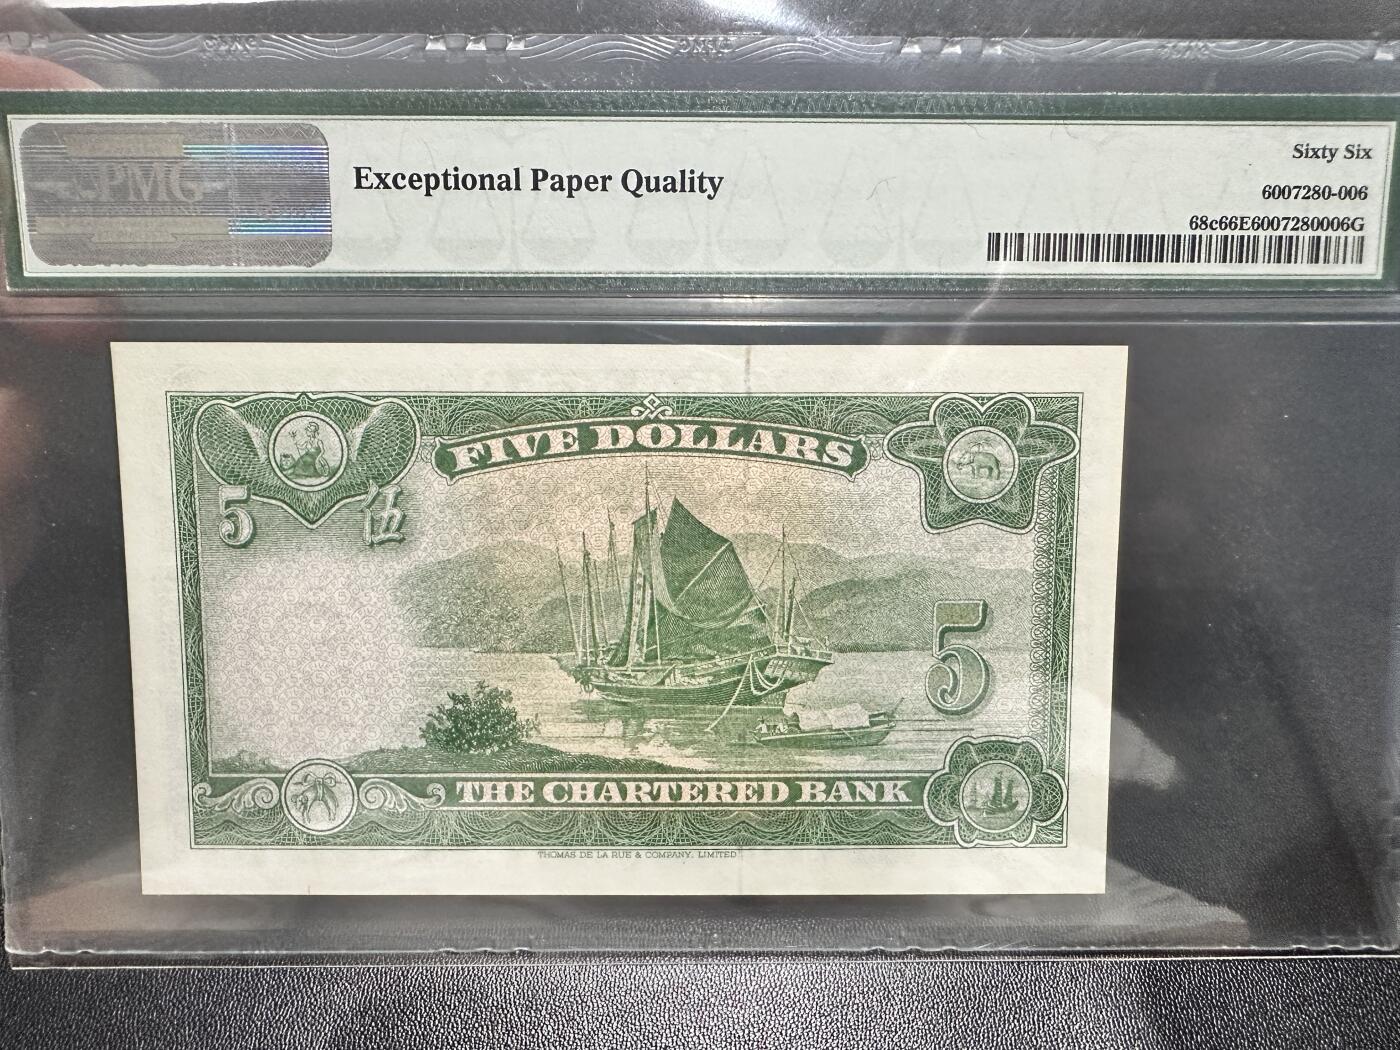 PMG
Exceptional Paper Quality
Sixty Six
6007280-006
68c66E6007280006G
FIVE DOLLARS
5
伍
5
THE CHARTERED BANK
THOMAS DE LA RUE & COMPANY, LIMITED